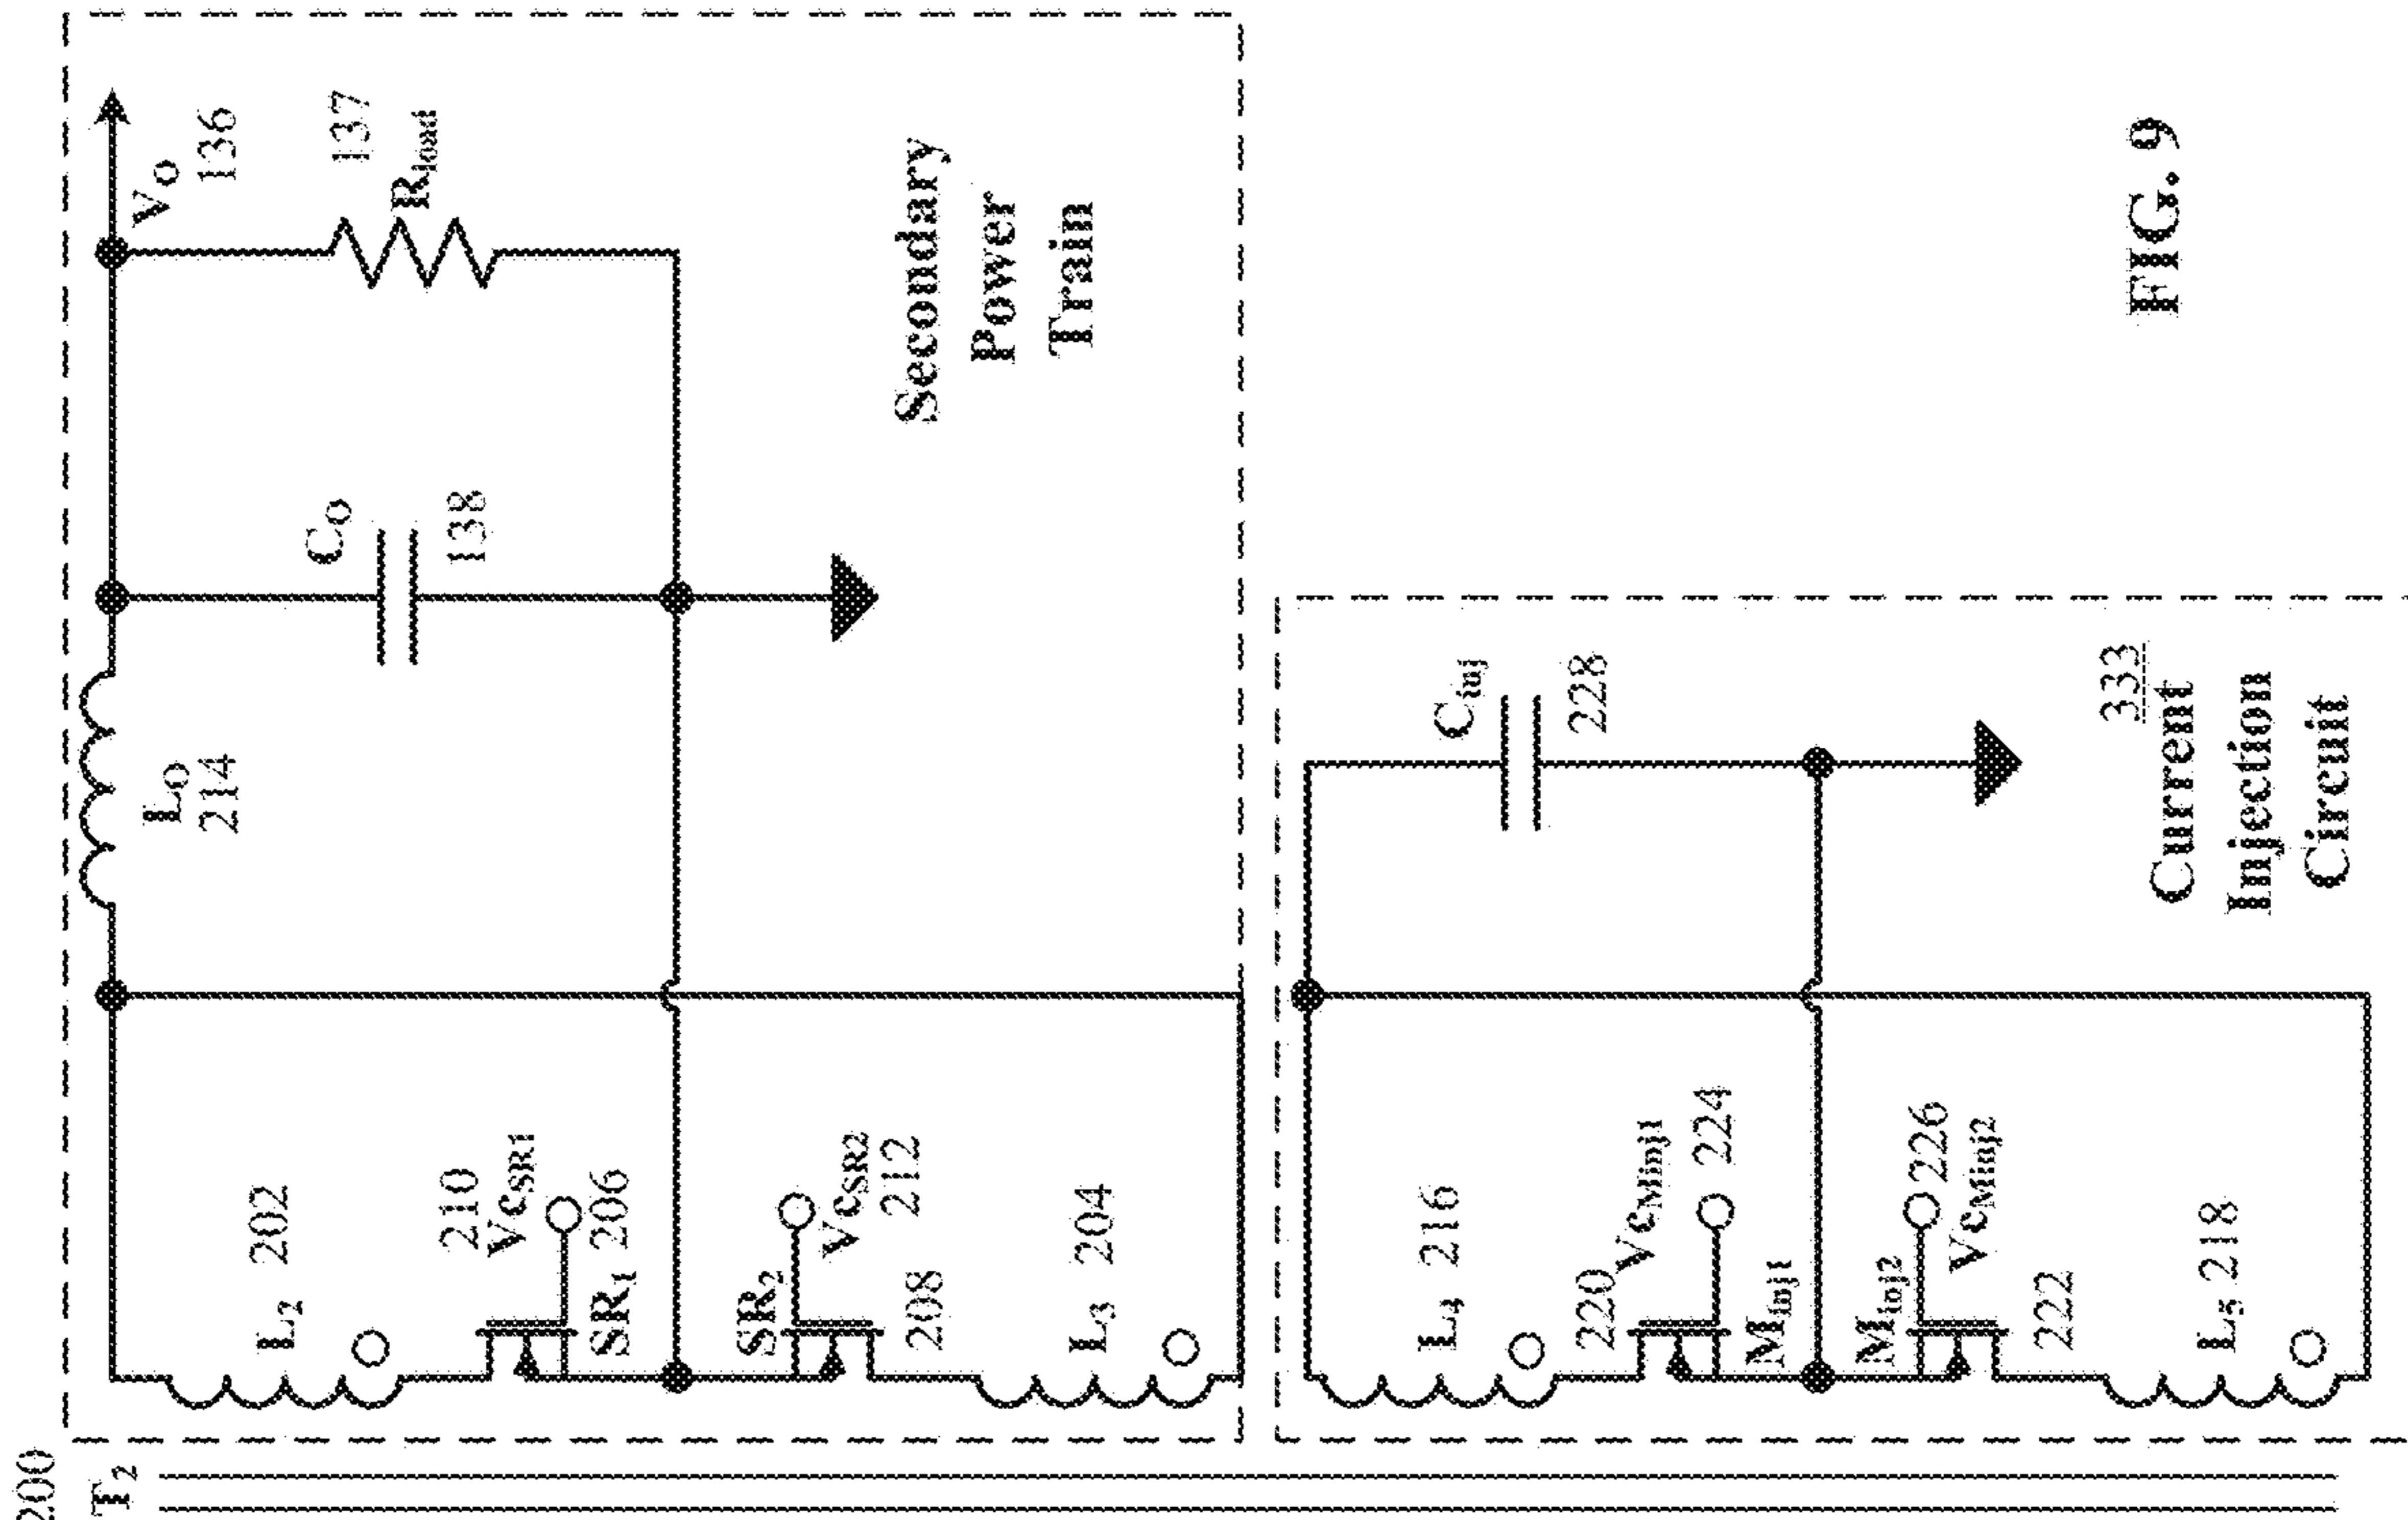 200
T2
L2 202
210
VcSR1
SR1 206
SR2
VcSR2
208 212
L3 204
LO
214
CO
138
VO
136
137
Rload
Secondary
Power
Train
L4 216
220 VcMinj1
224
Minj1
Minj2
226
VcMinj2
222
L5 218
Cinj
228
333
Current
Injection
Circuit
FIG. 9